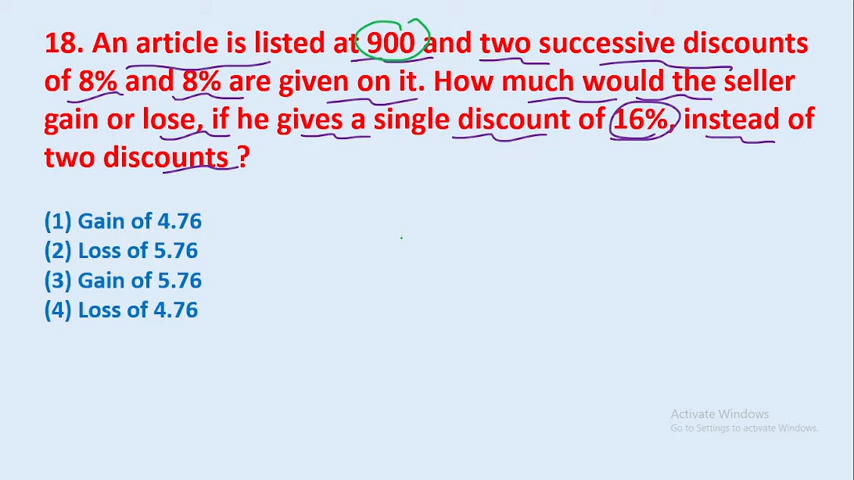 18. An article is listed at 900 and two successive discounts
of 8% and 8% are given on it. How much would the seller
gain or lose, if he gives a single discount of 16%, instead of
two discounts ?
(1) Gain of 4.76
(2) Loss of 5.76
(3) Gain of 5.76
(4) Loss of 4.76
Activate Windows
Go to Settings to activate Windows.